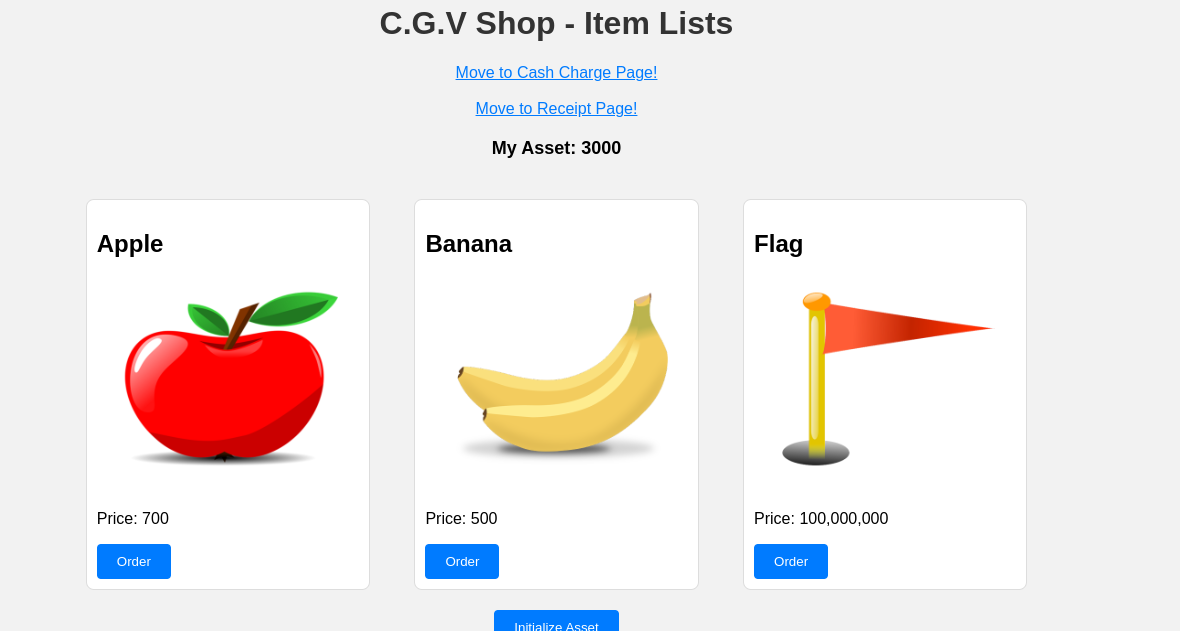 C.G.V Shop - Item Lists
Move to Cash Charge Page!
Move to Receipt Page!
My Asset: 3000
Apple
Price: 700
Order
Banana
Price: 500
Order
Flag
Price: 100,000,000
Order
Initialize Asset